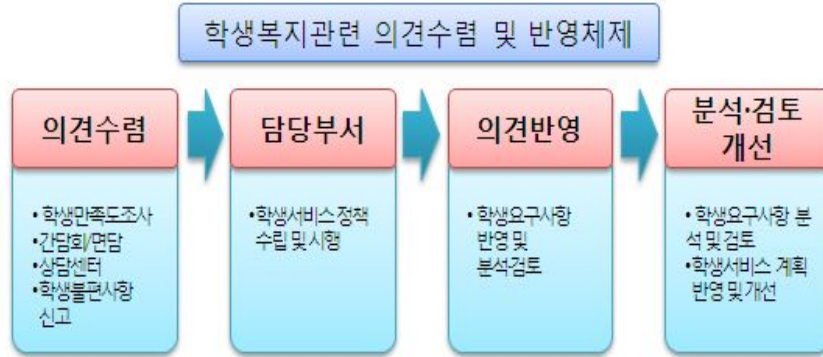 학생복지관련 의견수렴 및 반영체제
의견수렴
• 학생만족도조사
•간담회/면담
•상담센터
•학생불편사항
신고
담당부서
•학생서비스 정책
수립 및 시행
의견반영
• 학생요구사항
반영 및
분석·검토
분석·검토
개선
• 학생요구사항 분
석 및 검토
•학생서비스 계획
반영 및 개선